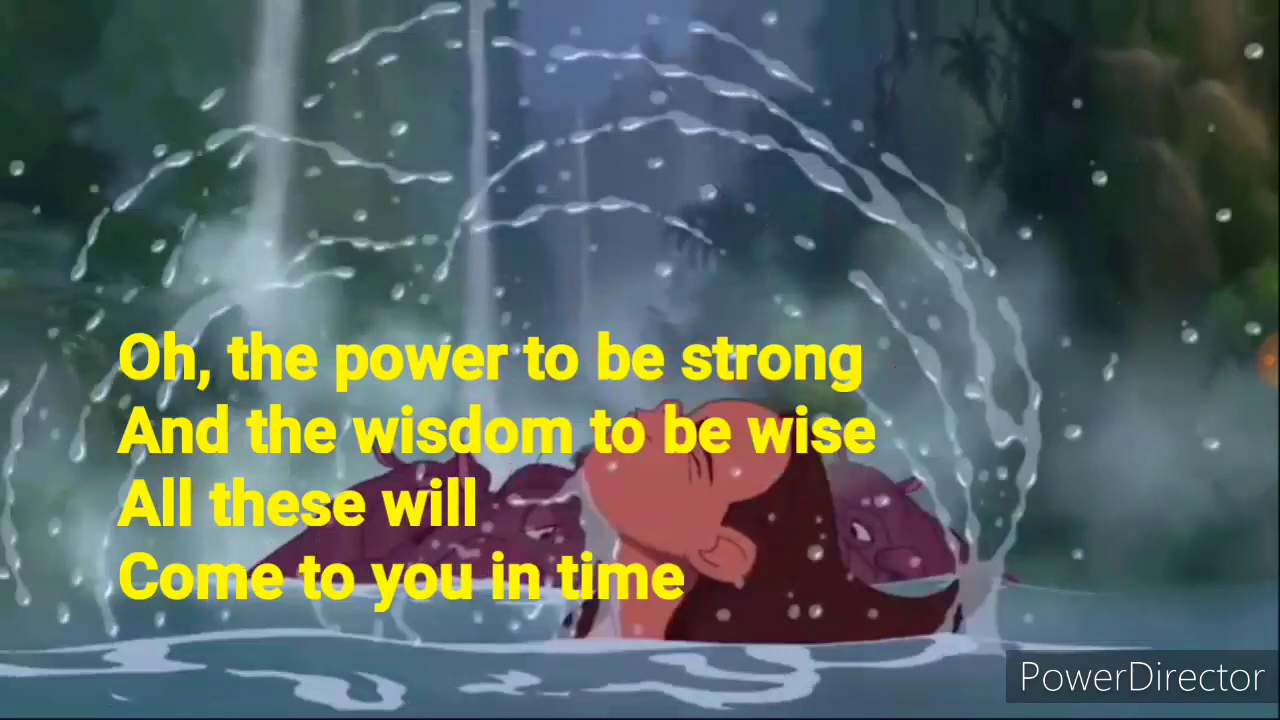 Oh, the power to be strong
And the wisdom to be wise
All these will
Come to you in time
PowerDirector